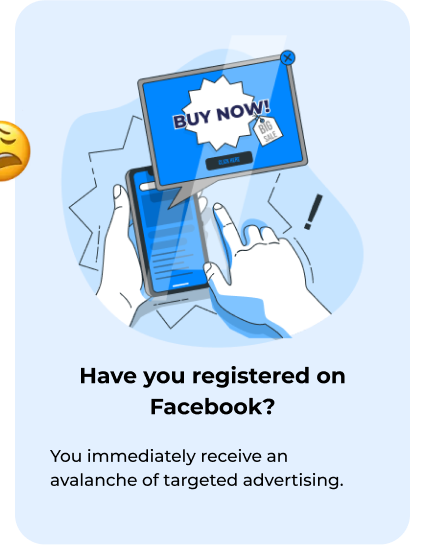 BUY NOW!
BIG
SALE
Have you registered on
Facebook?
You immediately receive an
avalanche of targeted advertising.